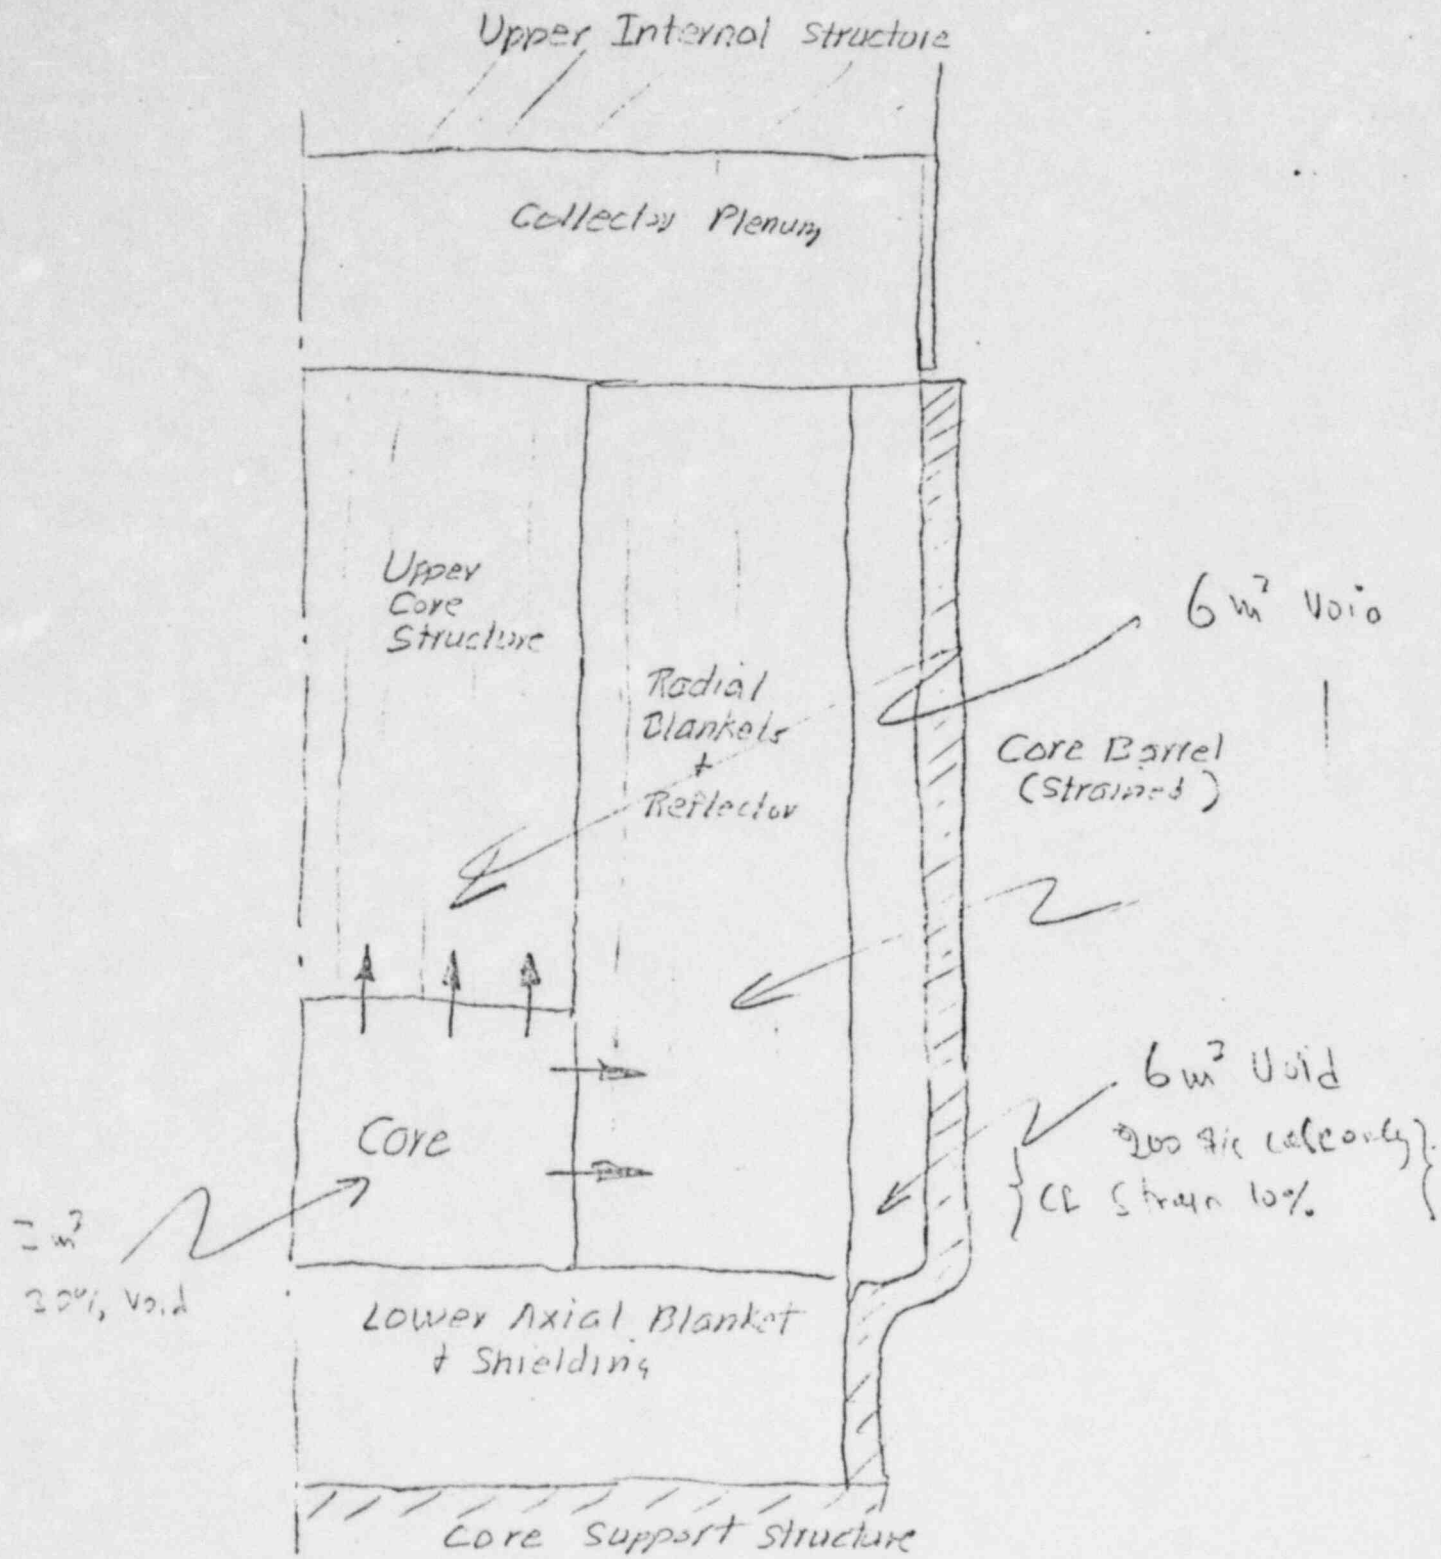 Upper Internal Structure
Collector Plenum
Upper
Core
Structure
Radial
Blankets
+
Reflector
6 m³ Void
Core Barrel
(Strained)
Core
6 m³ Void
Strain 10%
m³
30%, Void
Lower Axial Blanket
+ Shielding
Core Support Structure